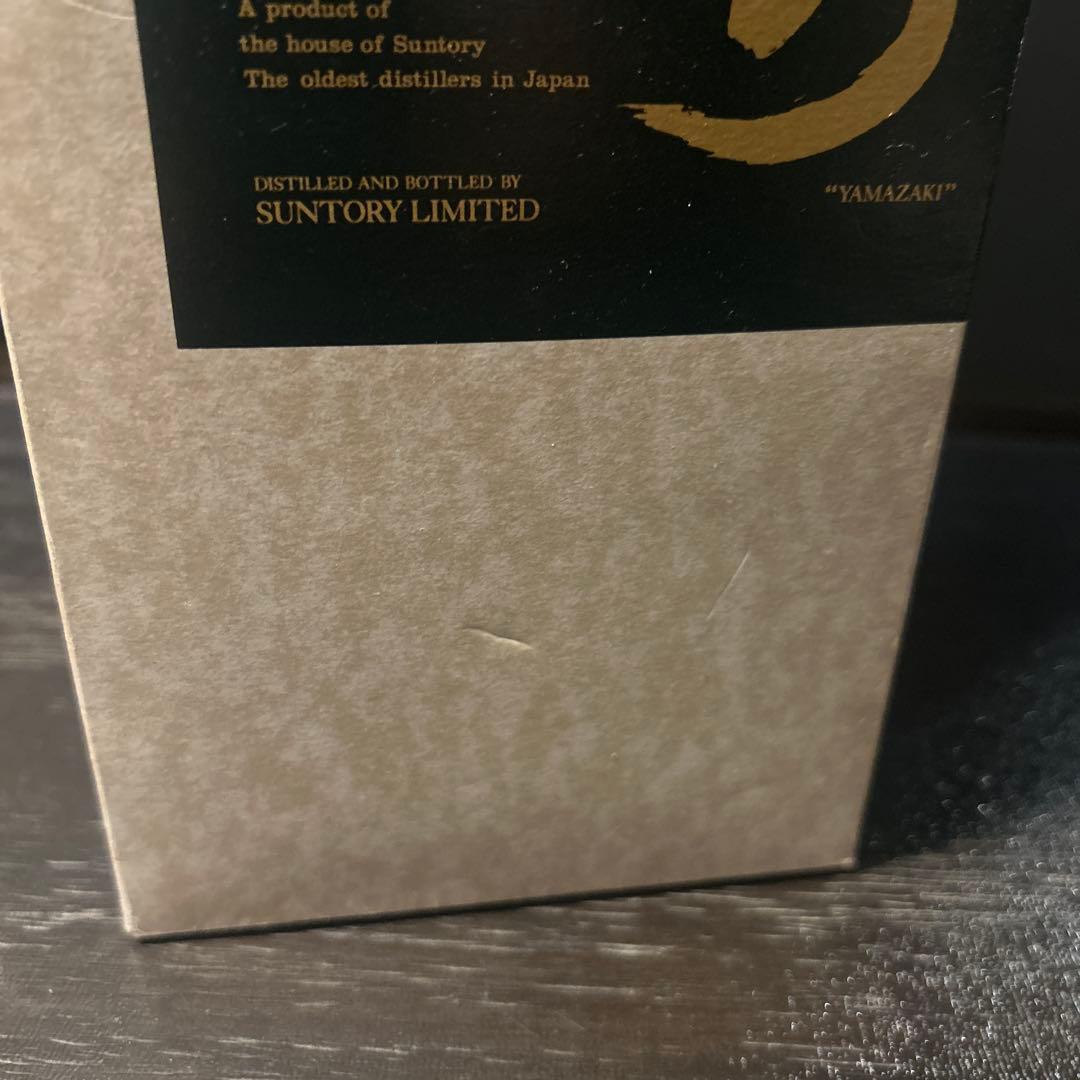 A product of
the house of Suntory
The oldest distillers in Japan
DISTILLED AND BOTTLED BY
SUNTORY LIMITED
"YAMAZAKI"